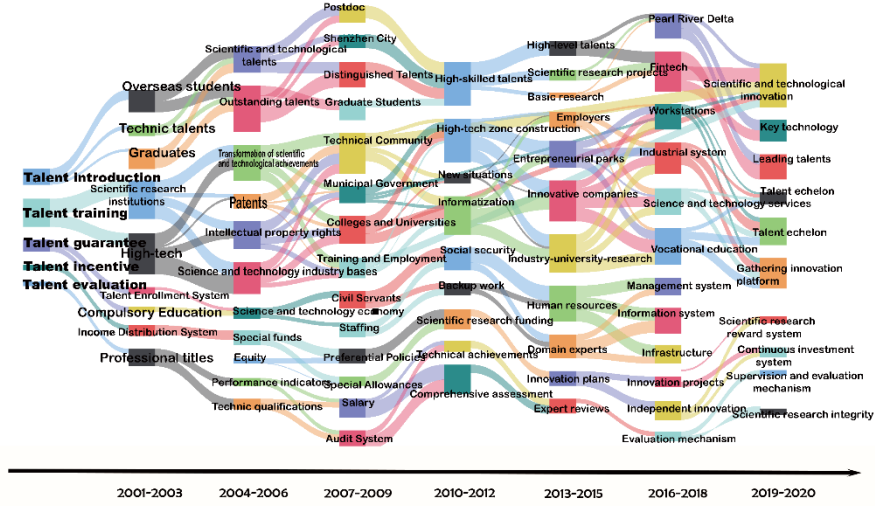 Talent introduction
Talent training
Talent guarantee
Talent incentive
Talent evaluation
Overseas students
Technic talents
Graduates
Scientific research
institutions
High-tech
Talent Enrollment System
Compulsory Education
Income Distribution System
Professional titles
Scientific and technological
talents
Outstanding talents
Transformation of scientific
and technological achievements
Patents
Intellectual property rights
Science and technology industry bases
Science and technology economy
Special funds
Equity
Performance indicators
Technic qualifications
Postdoc
Shenzhen City
Distinguished Talents
Graduate Students
Technical Community
Municipal Government
Colleges and Universities
Training and Employment
Civil Servants
Staffing
Preferential Policies
Special Allowances
Salary
Audit System
High-skilled talents
High-tech zone construction
New situations
Informatization
Social security
Backup work
Scientific research funding
Technical achievements
Comprehensive assessment
High-level talents
Scientific research projects
Basic research
Employers
Entrepreneurial parks
Innovative companies
Industry-university-research
Human resources
Domain experts
Innovation plans
Expert reviews
Pearl River Delta
Fintech
Workstations
Industrial system
Science and technology services
Vocational education
Management system
Information system
Infrastructure
Innovation projects
Independent innovation
Evaluation mechanism
Scientific and technological
innovation
Key technology
Leading talents
Talent echelon
Talent echelon
Gathering innovation
platform
Scientific research
reward system
Continuous investment
system
Supervision and evaluation
mechanism
Scientific research integrity
2001-2003
2004-2006
2007-2009
2010-2012
2013-2015
2016-2018
2019-2020